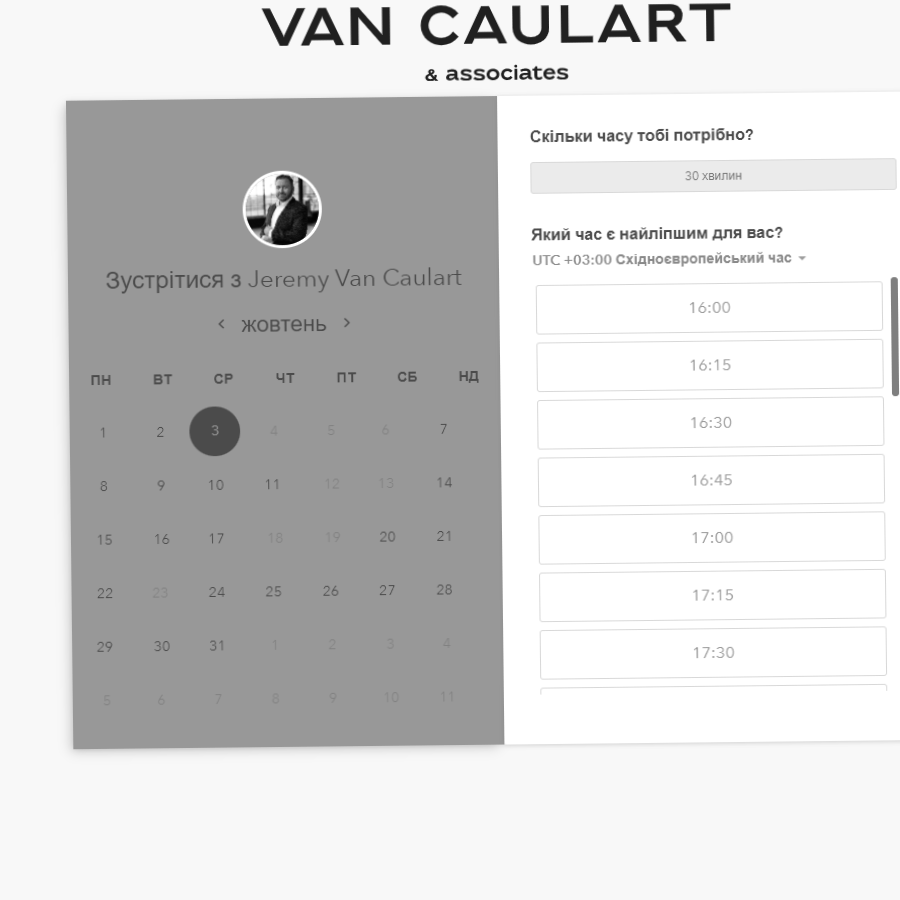 VAN CAULART
& associates
Зустрітися з Jeremy Van Caulart
жовтень
ПН ВТ СР ЧТ ПТ СБ НД
1 2 3 4 5 6 7
8 9 10 11 12 13 14
15 16 17 18 19 20 21
22 23 24 25 26 27 28
29 30 31 1 2 3 4
5 6 7 8 9 10 11
Скільки часу тобі потрібно?
30 хвилин
Який час є найліпшим для вас?
UTC +03:00 Східноєвропейський час
16:00
16:15
16:30
16:45
17:00
17:15
17:30